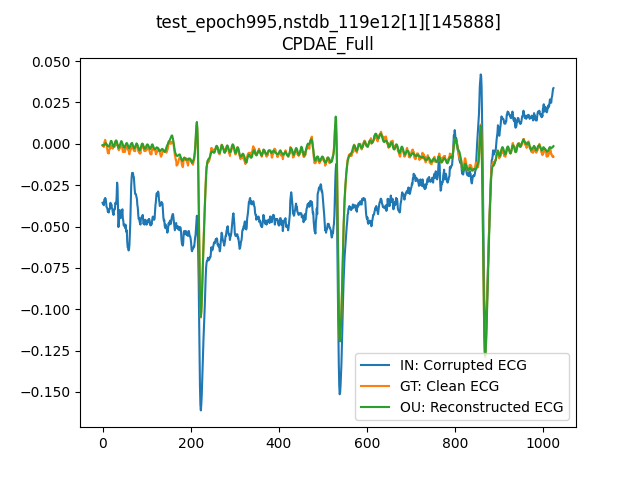 test_epoch995,nstdb_119e12[1][145888]
CPDAE_Full
0.050
0.025
0.000
−0.025
−0.050
−0.075
−0.100
−0.125
−0.150
IN: Corrupted ECG
GT: Clean ECG
OU: Reconstructed ECG
0 200 400 600 800 1000